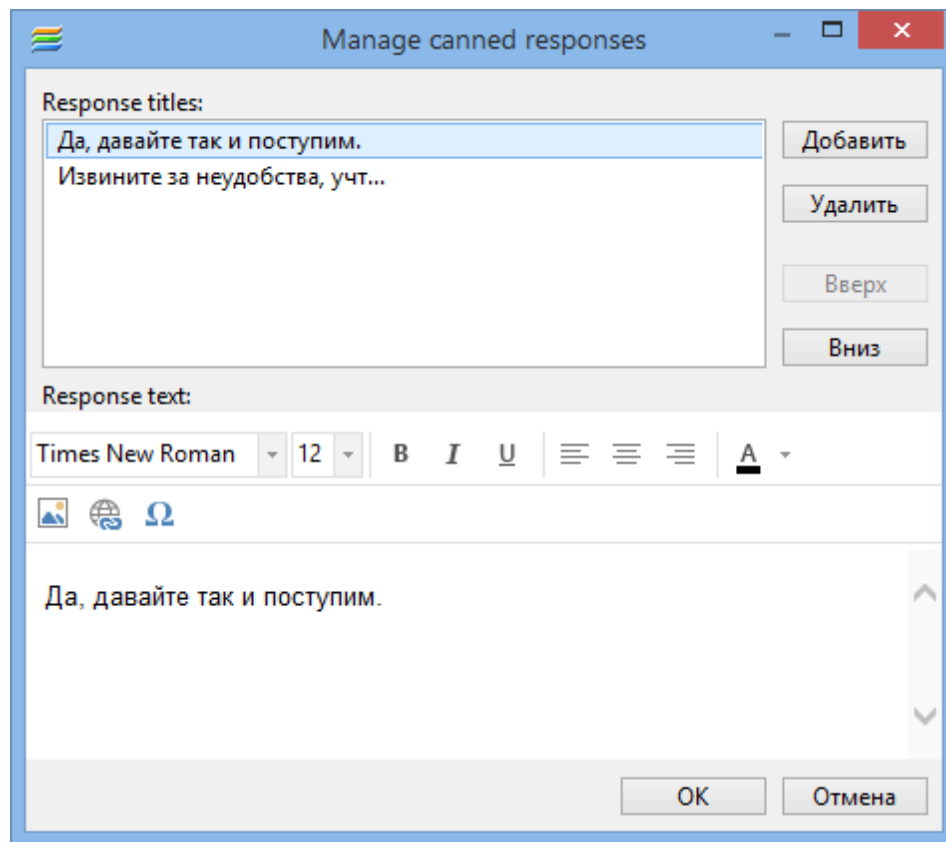 Manage canned responses
Response titles:
Да, давайте так и поступим.
Извините за неудобства, учт...
Добавить
Удалить
Вверх
Вниз
Response text:
Times New Roman 12 B I U A
Ω
Да, давайте так и поступим.
OK Отмена